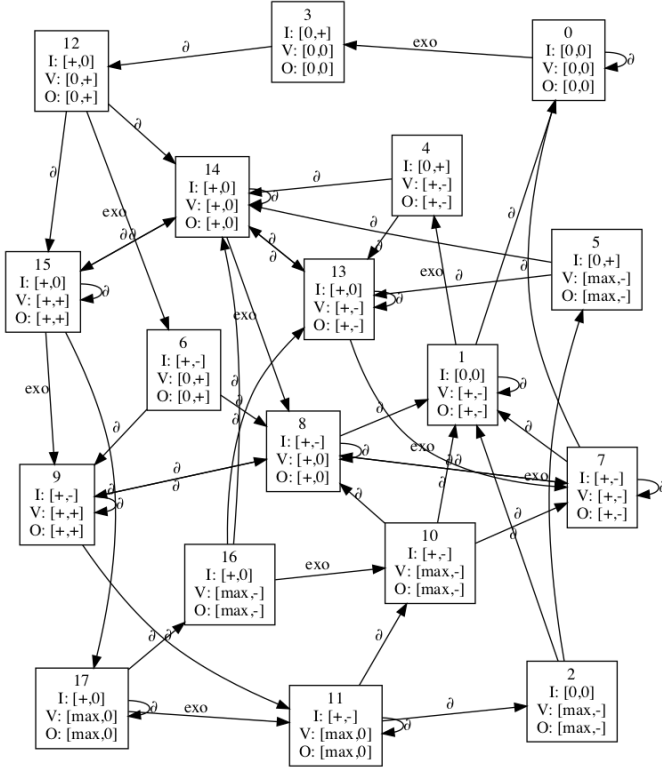 3
I: [0,+]
V: [0,0]
O: [0,0]
0
I: [0,0]
V: [0,0]
O: [0,0]
12
I: [+,0]
V: [0,+]
O: [0,+]
∂
exo
∂
∂
∂
exo
4
I: [0,+]
V: [+,-]
O: [+,-]
14
I: [+,0]
V: [+,0]
O: [+,0]
∂
∂
∂
∂
5
I: [0,+]
V: [max,-]
O: [max,-]
15
I: [+,0]
V: [+,+]
O: [+,+]
∂∂
∂
∂
∂
13
I: [+,0]
V: [+,-]
O: [+,-]
exo
∂
∂
∂
∂
exo
6
I: [+,-]
V: [0,+]
O: [0,+]
1
I: [0,0]
V: [+,-]
O: [+,-]
∂
exo
∂
∂
∂
∂
∂
∂
8
I: [+,-]
V: [+,0]
O: [+,0]
∂
∂
exo
∂
7
I: [+,-]
V: [+,-]
O: [+,-]
∂
9
I: [+,-]
V: [+,+]
O: [+,+]
∂
∂
∂
∂
∂∂
exo
∂
∂
10
I: [+,-]
V: [max,-]
O: [max,-]
∂
∂
16
I: [+,0]
V: [max,-]
O: [max,-]
exo
∂
∂
∂
17
I: [+,0]
V: [max,0]
O: [max,0]
∂
exo
11
I: [+,-]
V: [max,0]
O: [max,0]
∂
∂
2
I: [0,0]
V: [max,-]
O: [max,-]